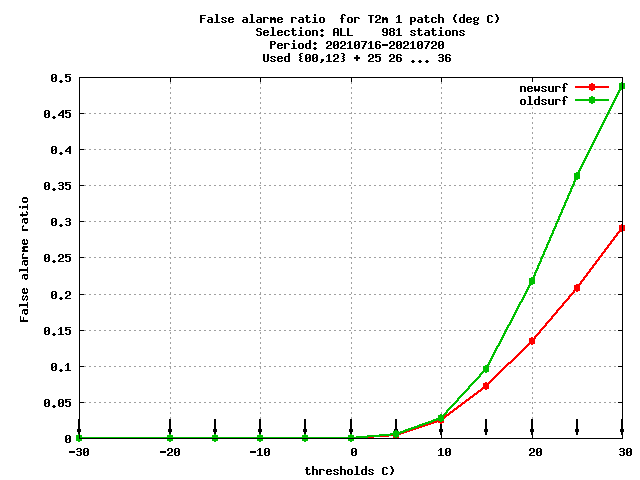 False alarme ratio  for T2m 1 patch (deg C)
Selection: ALL    981 stations
Period: 20210716-20210720
Used {00,12} + 25 26 ... 36
newsurf
oldsurf
0.5
0.45
0.4
0.35
0.3
0.25
0.2
0.15
0.1
0.05
0
False alarme ratio
-30 -20 -10 0 10 20 30
thresholds C)